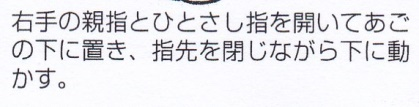 右手の親指とひとさし指を開いてあご
の下に置き、指先を閉じながら下に動
かす。